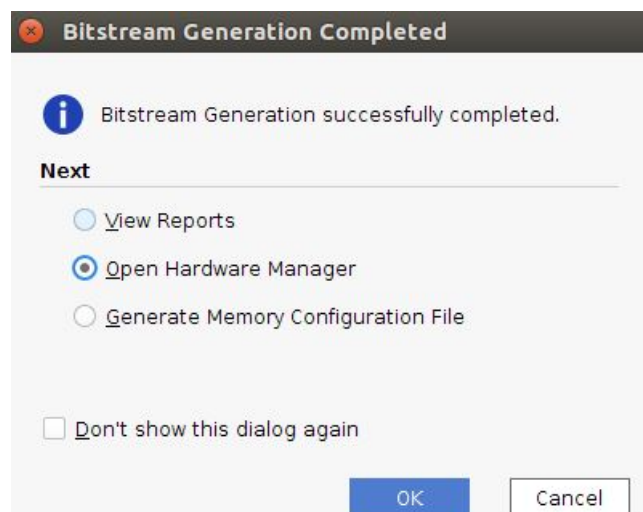 Bitstream Generation Completed
Bitstream Generation successfully completed.
Next
View Reports
Open Hardware Manager
Generate Memory Configuration File
Don't show this dialog again
OK Cancel